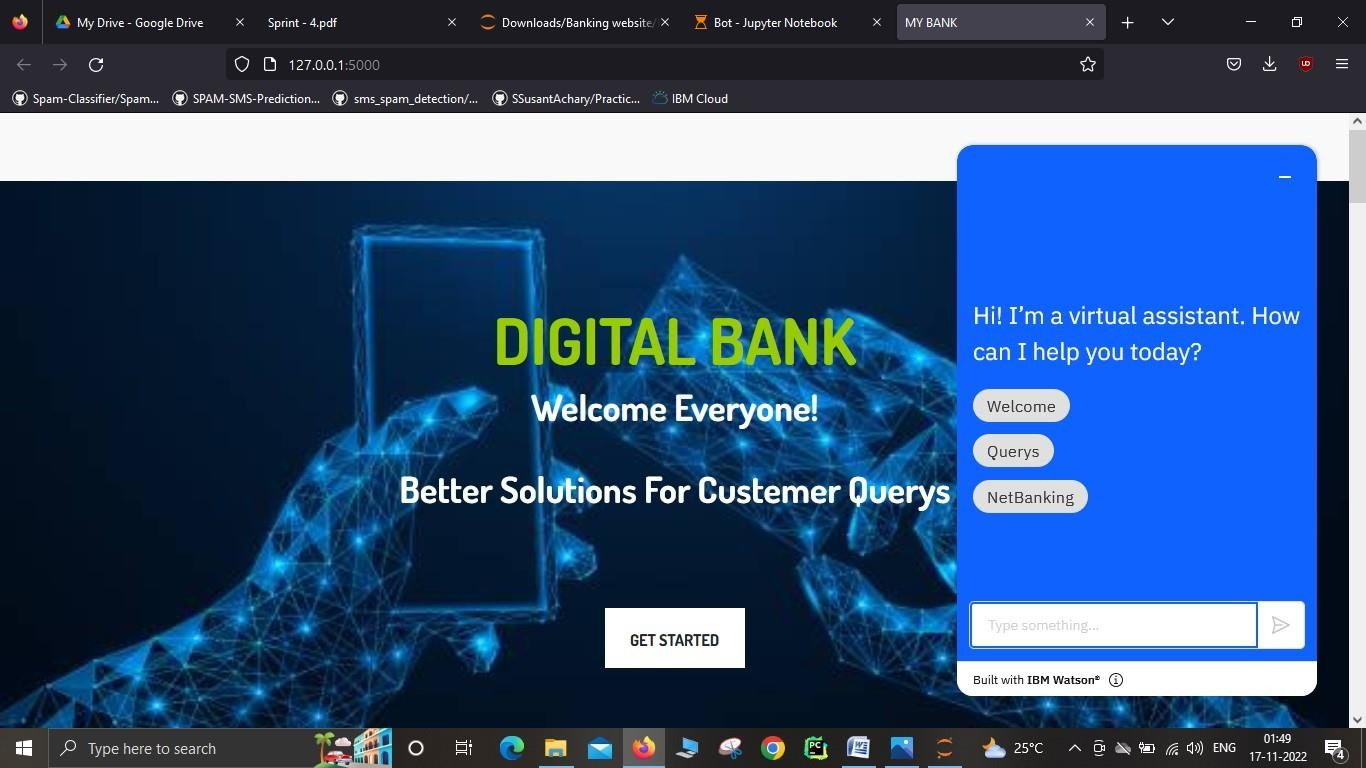 My Drive - Google Drive
Sprint - 4.pdf
Downloads/Banking website/
Bot - Jupyter Notebook
MY BANK
127.0.0.1:5000
Spam-Classifier/Spam...
SPAM-SMS-Prediction...
sms_spam_detection/...
SSusantAchary/Practic...
IBM Cloud
DIGITAL BANK
Welcome Everyone!
Better Solutions For Custemer Querys
GET STARTED
Hi! I'm a virtual assistant. How
can I help you today?
Welcome
Querys
NetBanking
Type something...
Built with IBM Watson®
Type here to search
PC
W
25°C
ENG
01:49
17-11-2022
4